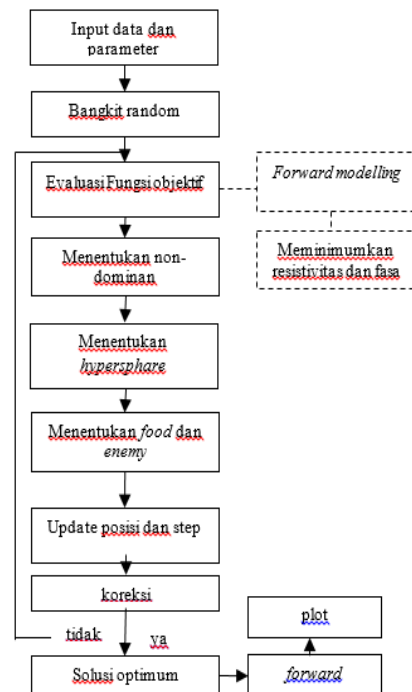 Input data dan
parameter
Bangkit random
Evaluasi Fungsi objektif
Forward modelling
Meminimumkan
resistivitas dan fasa
Menentukan non-
dominan
Menentukan
hypersphare
Menentukan food dan
enemy
Update posisi dan step
koreksi
tidak
ya
Solusi optimum
forward
plot